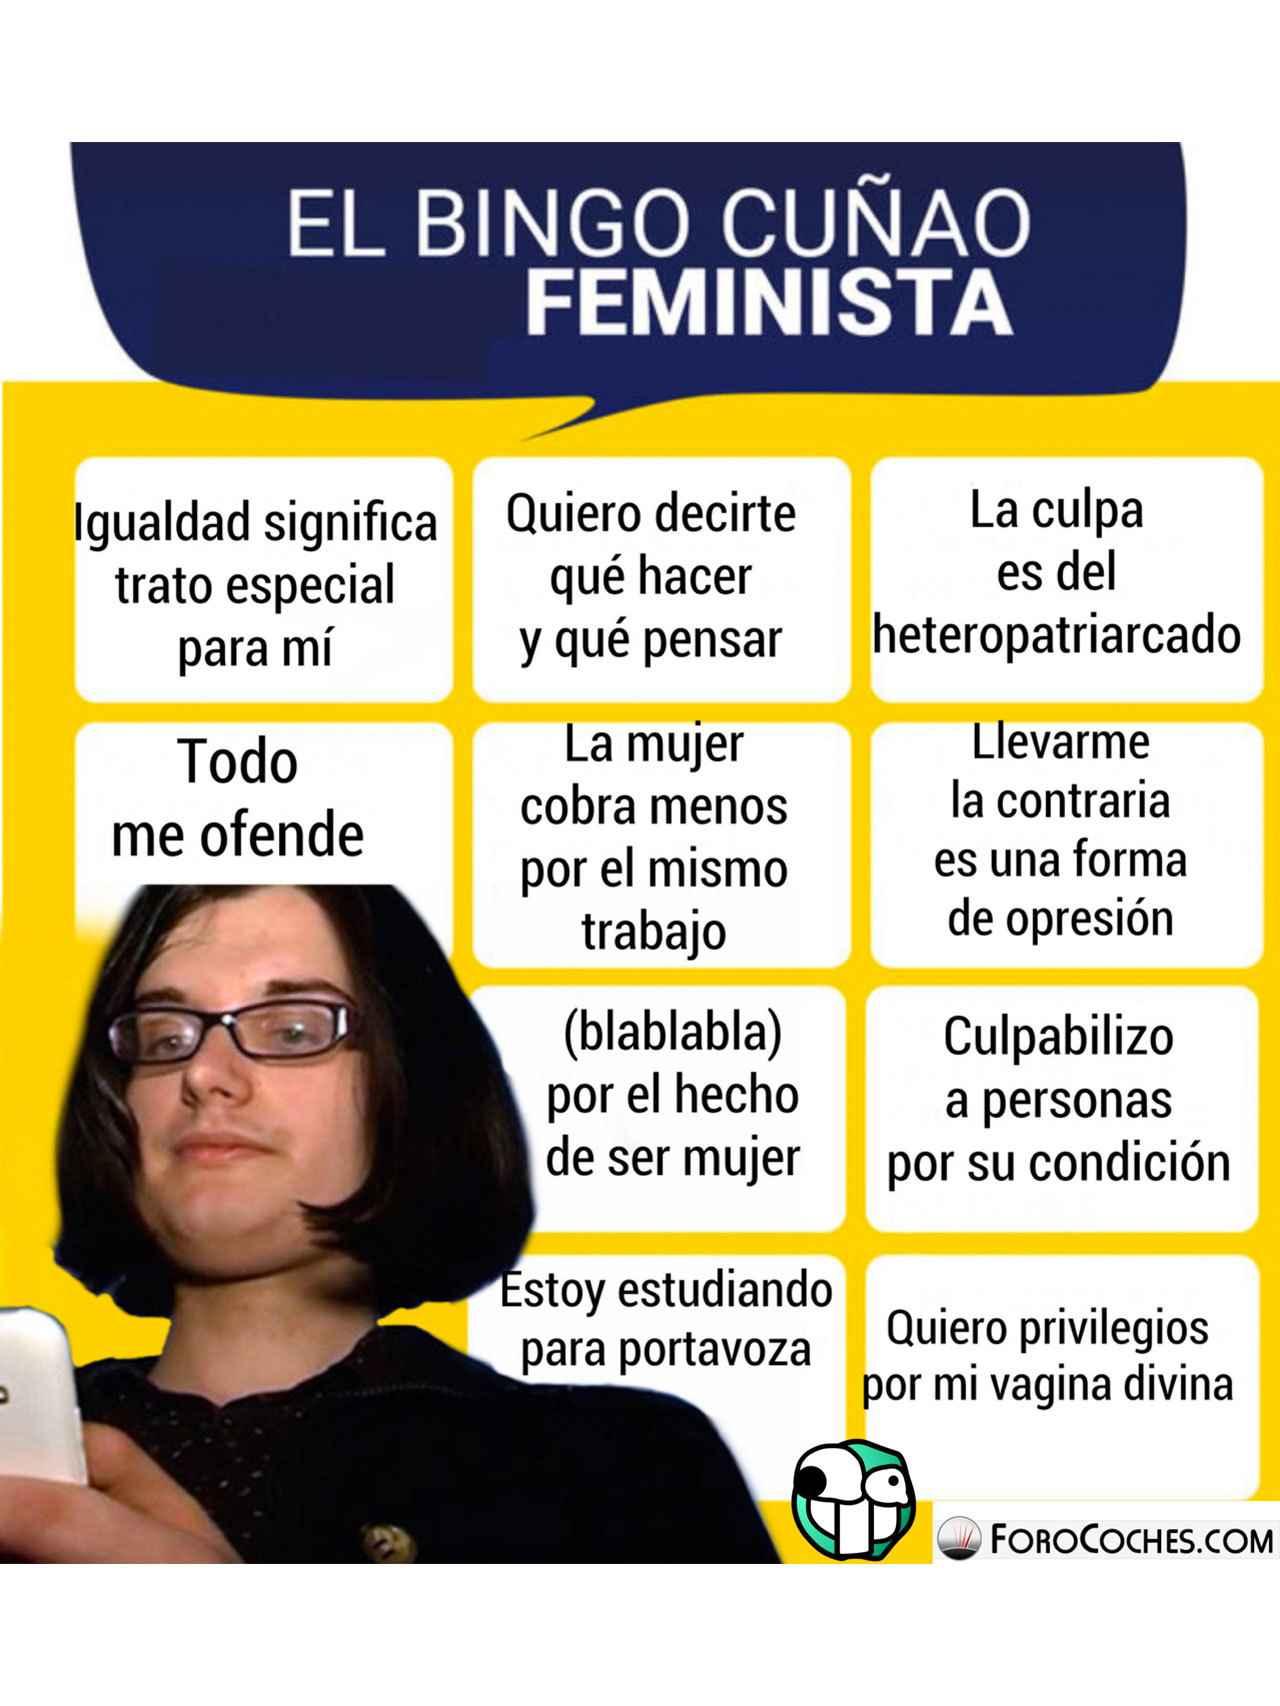 EL BINGO CUÑAO
FEMINISTA
Igualdad significa
trato especial
para mí
Quiero decirte
qué hacer
y qué pensar
La culpa
es del
heteropatriarcado
Todo
me ofende
La mujer
cobra menos
por el mismo
trabajo
Llevarme
la contraria
es una forma
de opresión
(blablabla)
por el hecho
de ser mujer
Culpabilizo
a personas
por su condición
Estoy estudiando
para portavoza
Quiero privilegios
por mi vagina divina
FOROCOCHES.COM